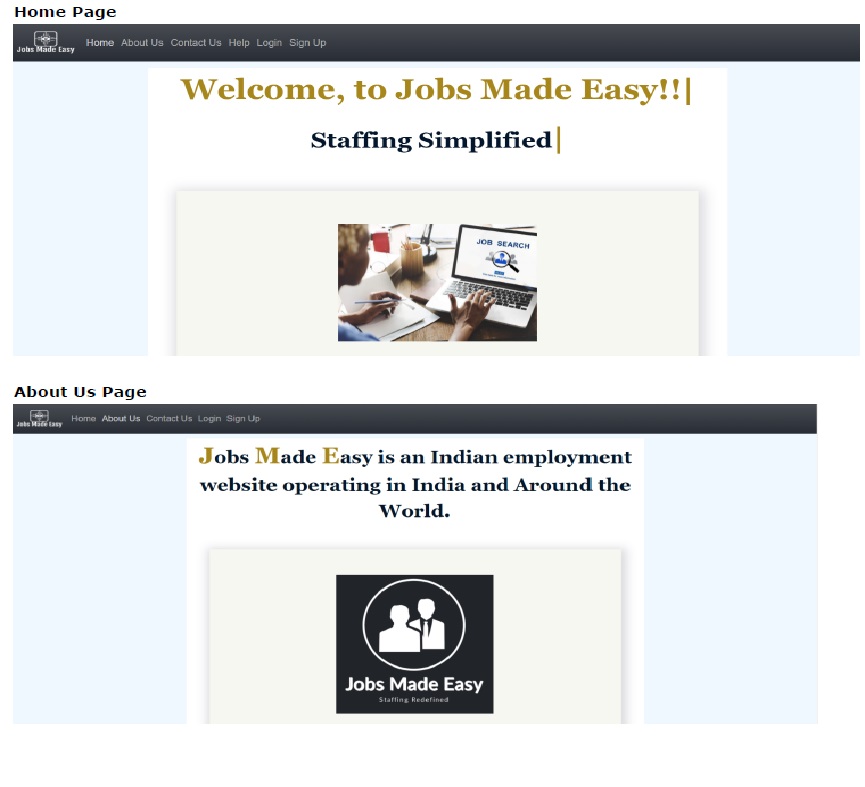 Home Page
Jobs Made Easy
Home About Us Contact Us Help Login Sign Up
Welcome, to Jobs Made Easy!!|
Staffing Simplified|
JOB SEARCH
About Us Page
Jobs Made Easy
Home About Us Contact Us Login Sign Up
Jobs Made Easy is an Indian employment
website operating in India and Around the
World.
Jobs Made Easy
Staffing Redefined